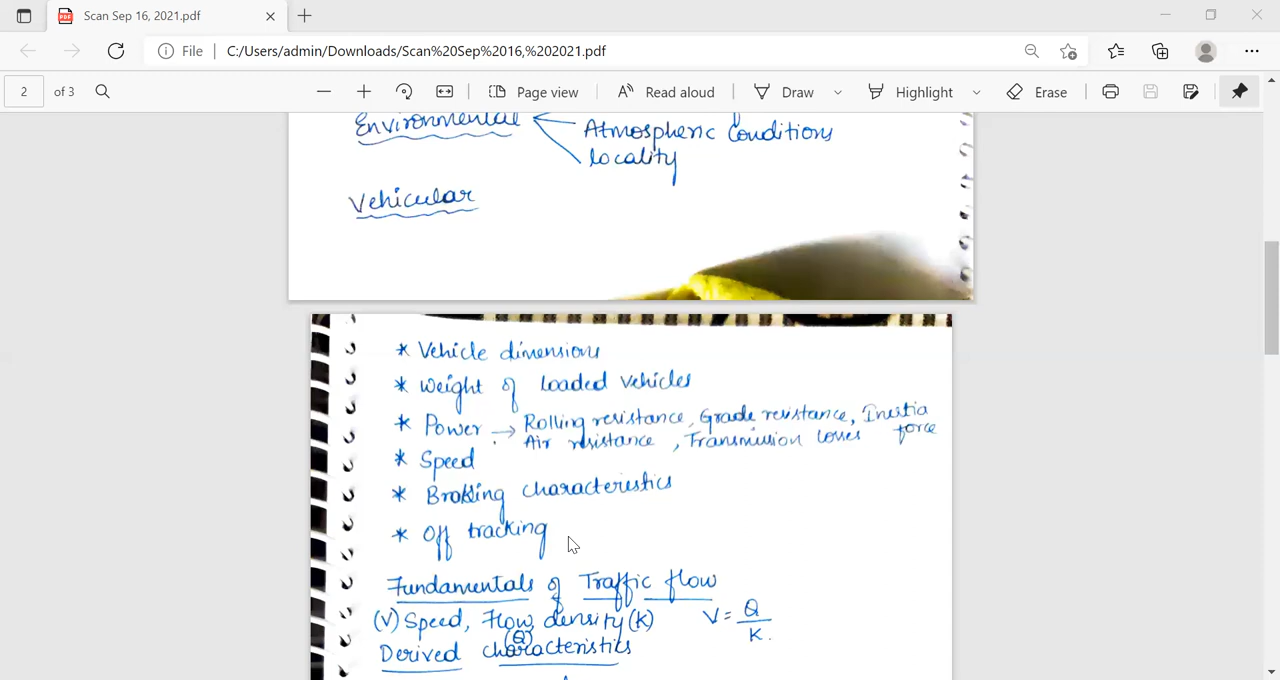 Scan Sep 16, 2021.pdf
File C:/Users/admin/Downloads/Scan%20Sep%2016,%202021.pdf
2 of 3 Page view Read aloud Draw Highlight Erase
Environmental
Atmospheric Conditions
locality
Vehicular
* Vehicle dimensions
* Weight of loaded vehicles
* Power → Rolling resistance, Grade resistance, Inertia force
Air resistance, Transmission losses
* Speed
* Braking characteristics
* Off tracking
Fundamentals of Traffic flow
(V) Speed, Flow, density (K) V = Q/K.
(Q)
Derived characteristics